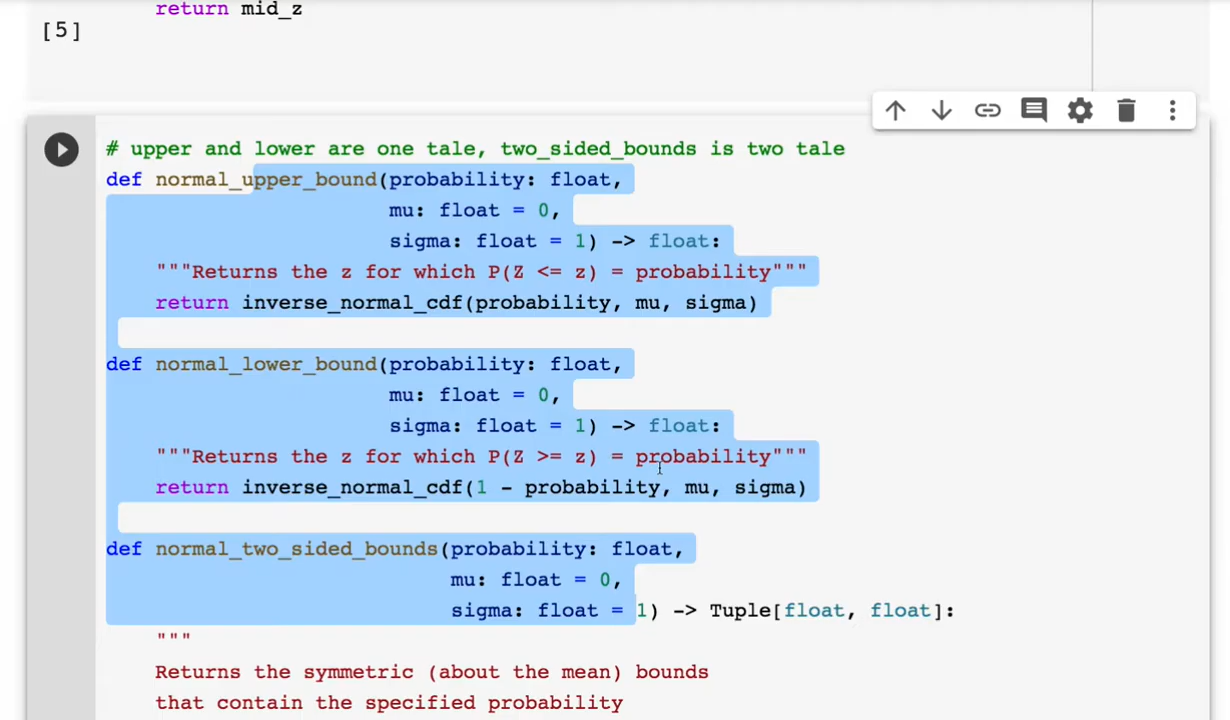 return mid_z
[5]
# upper and lower are one tale, two_sided_bounds is two tale
def normal_upper_bound(probability: float,
mu: float = 0,
sigma: float = 1) -> float:
"""Returns the z for which P(Z <= z) = probability"""
return inverse_normal_cdf(probability, mu, sigma)
def normal_lower_bound(probability: float,
mu: float = 0,
sigma: float = 1) -> float:
"""Returns the z for which P(Z >= z) = probability"""
return inverse_normal_cdf(1 - probability, mu, sigma)
def normal_two_sided_bounds(probability: float,
mu: float = 0,
sigma: float = 1) -> Tuple[float, float]:
"""
Returns the symmetric (about the mean) bounds
that contain the specified probability